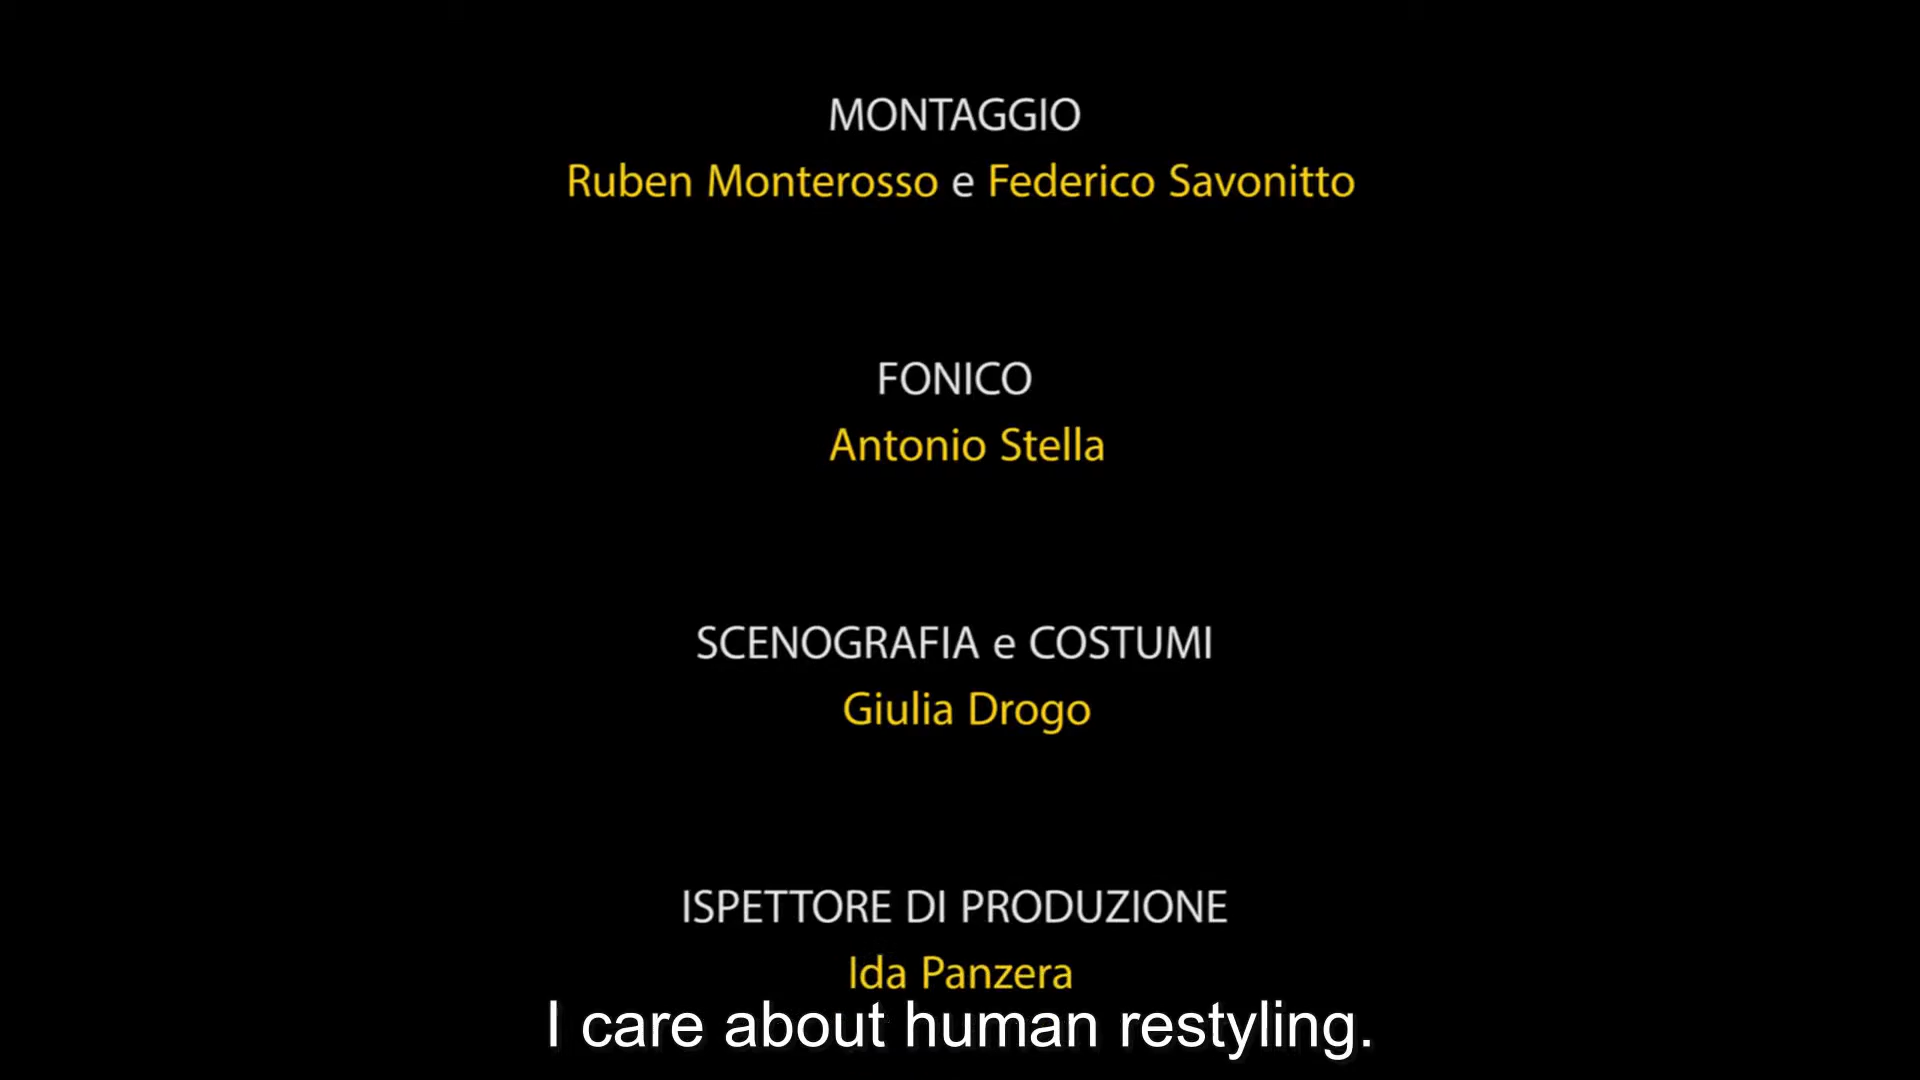 MONTAGGIO
Ruben Monterosso e Federico Savonitto
FONICO
Antonio Stella
SCENOGRAFIA e COSTUMI
Giulia Drogo
ISPETTORE DI PRODUZIONE
Ida Panzera
I care about human restyling.